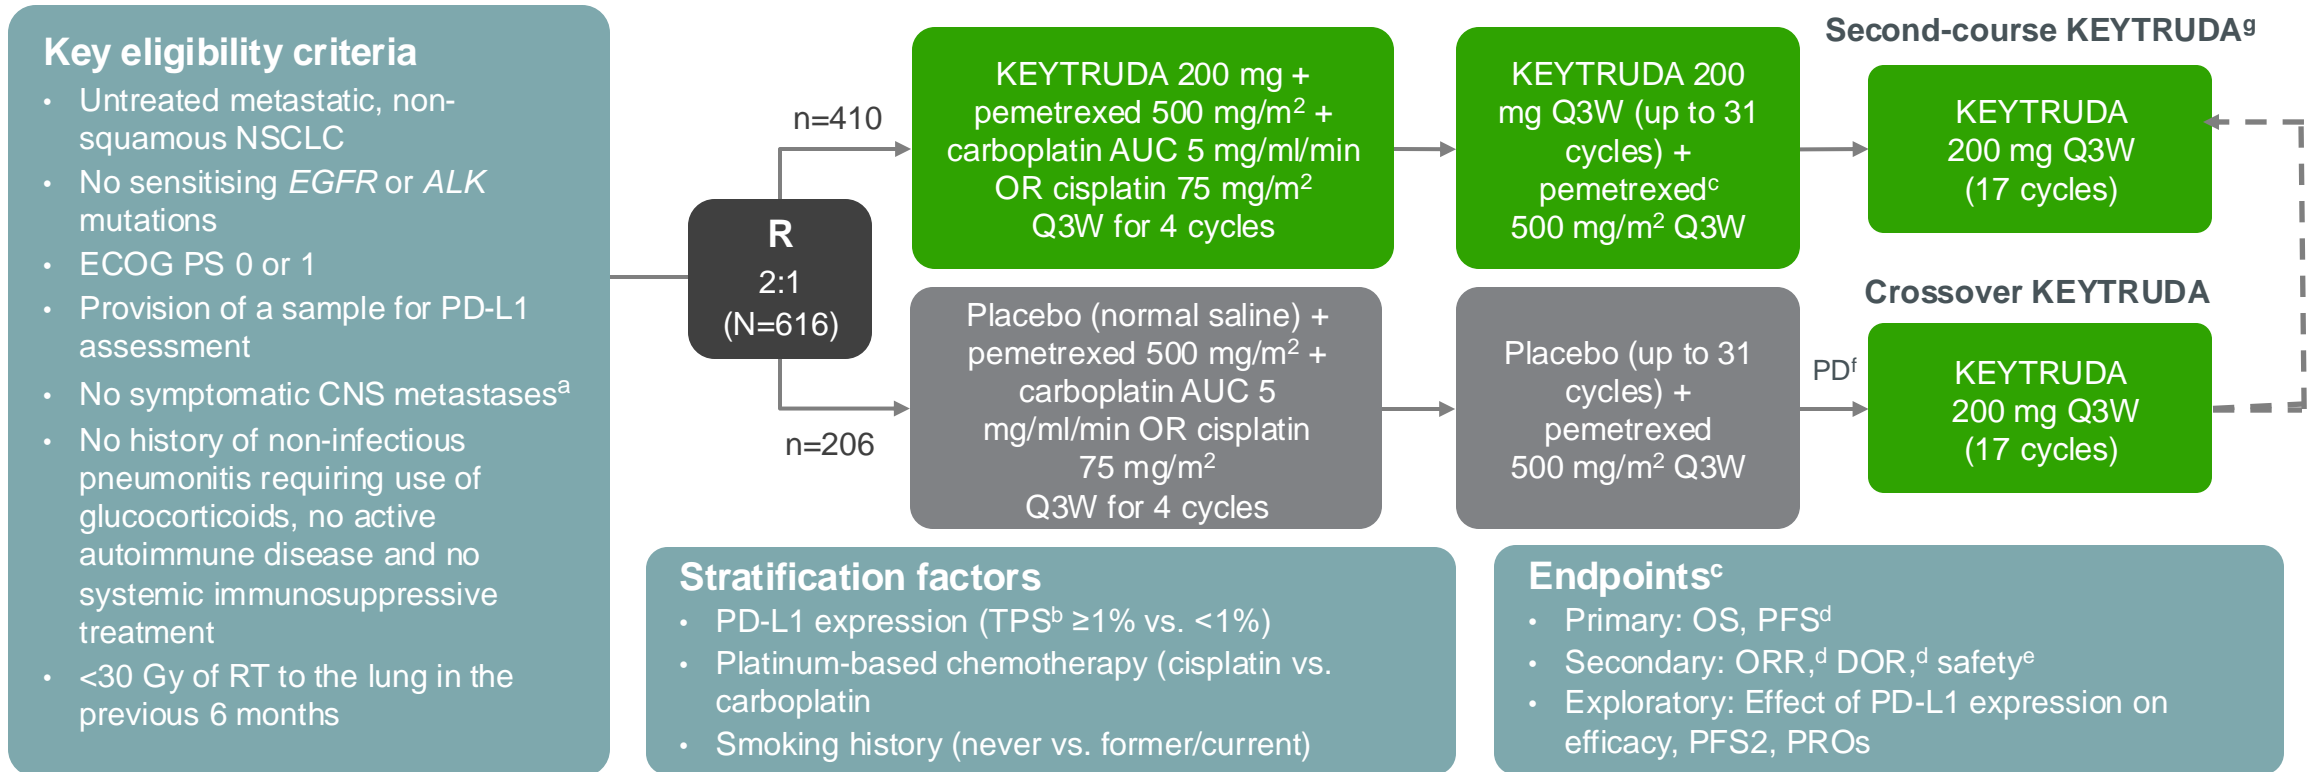 Key eligibility criteria
• Untreated metastatic, non-
squamous NSCLC
• No sensitising EGFR or ALK
mutations
• ECOG PS 0 or 1
• Provision of a sample for PD-L1
assessment
• No symptomatic CNS metastasesᵃ
• No history of non-infectious
pneumonitis requiring use of
glucocorticoids, no active
autoimmune disease and no
systemic immunosuppressive
treatment
• <30 Gy of RT to the lung in the
previous 6 months
R
2:1
(N=616)
n=410
KEYTRUDA 200 mg +
pemetrexed 500 mg/m² +
carboplatin AUC 5 mg/ml/min
OR cisplatin 75 mg/m²
Q3W for 4 cycles
KEYTRUDA 200
mg Q3W (up to 31
cycles) +
pemetrexedᶜ
500 mg/m² Q3W
Second-course KEYTRUDAᵍ
KEYTRUDA
200 mg Q3W
(17 cycles)
n=206
Placebo (normal saline) +
pemetrexed 500 mg/m² +
carboplatin AUC 5
mg/ml/min OR cisplatin
75 mg/m²
Q3W for 4 cycles
Placebo (up to 31
cycles) +
pemetrexed
500 mg/m² Q3W
PDᶠ
Crossover KEYTRUDA
KEYTRUDA
200 mg Q3W
(17 cycles)
Stratification factors
• PD-L1 expression (TPSᵇ ≥1% vs. <1%)
• Platinum-based chemotherapy (cisplatin vs.
carboplatin
• Smoking history (never vs. former/current)
Endpointsᶜ
• Primary: OS, PFSᵈ
• Secondary: ORR,ᵈ DOR,ᵈ safetyᵉ
• Exploratory: Effect of PD-L1 expression on
efficacy, PFS2, PROs